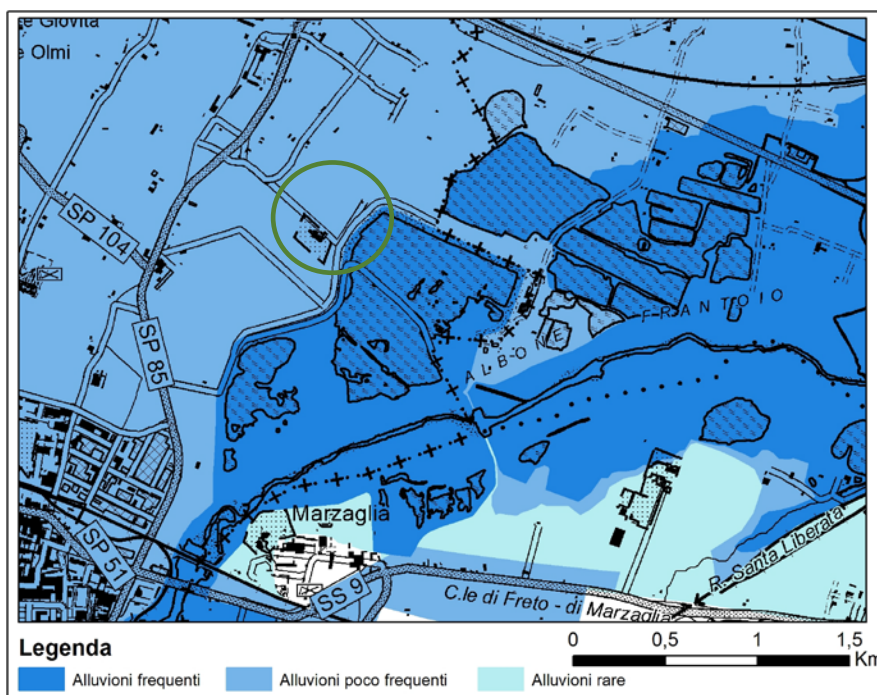 e Giovita
e Olmi
SP 104
SP 85
FRANTOIO
ALBONE
Marzaglia
SP 51
SS 9
R. Santa Liberata
C.le di Freto - di Marzaglia
Legenda
0 0,5 1 1,5
Km
Alluvioni frequenti Alluvioni poco frequenti Alluvioni rare